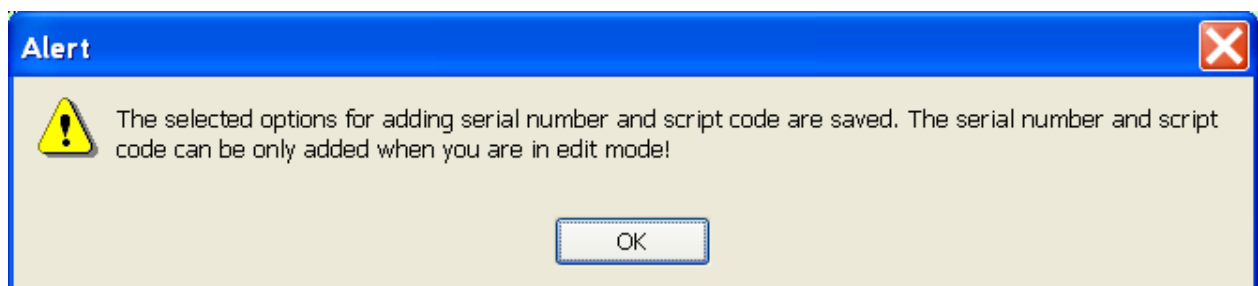 Alert
The selected options for adding serial number and script code are saved. The serial number and script
code can be only added when you are in edit mode!
OK